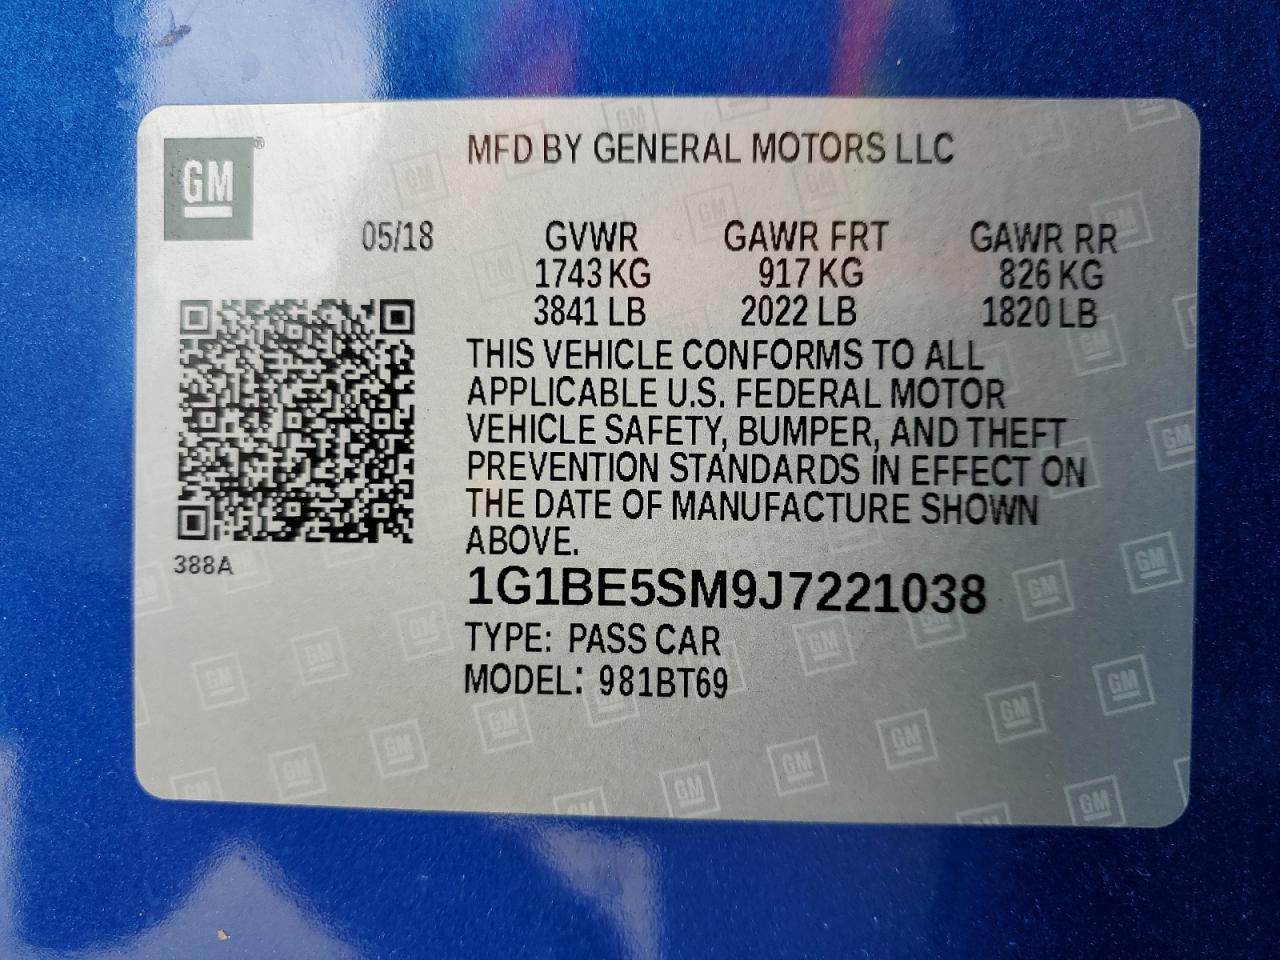 GM
MFD BY GENERAL MOTORS LLC
05/18 GVWR GAWR FRT GAWR RR
1743 KG 917 KG 826 KG
3841 LB 2022 LB 1820 LB
THIS VEHICLE CONFORMS TO ALL
APPLICABLE U.S. FEDERAL MOTOR
VEHICLE SAFETY, BUMPER, AND THEFT
PREVENTION STANDARDS IN EFFECT ON
THE DATE OF MANUFACTURE SHOWN
ABOVE.
388A
1G1BE5SM9J7221038
TYPE: PASS CAR
MODEL: 981BT69